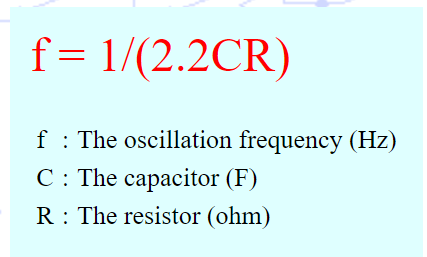 f = 1/(2.2CR)
f : The oscillation frequency (Hz)
C : The capacitor (F)
R : The resistor (ohm)